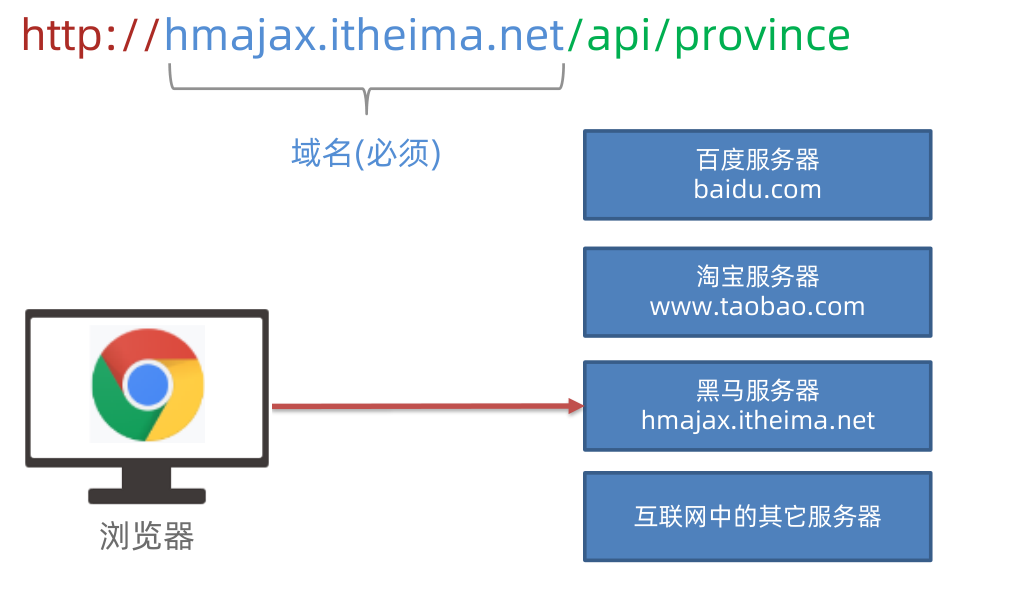 http://hmajax.itheima.net/api/province
域名(必须)
百度服务器
baidu.com
淘宝服务器
www.taobao.com
黑马服务器
hmajax.itheima.net
互联网中的其它服务器
浏览器